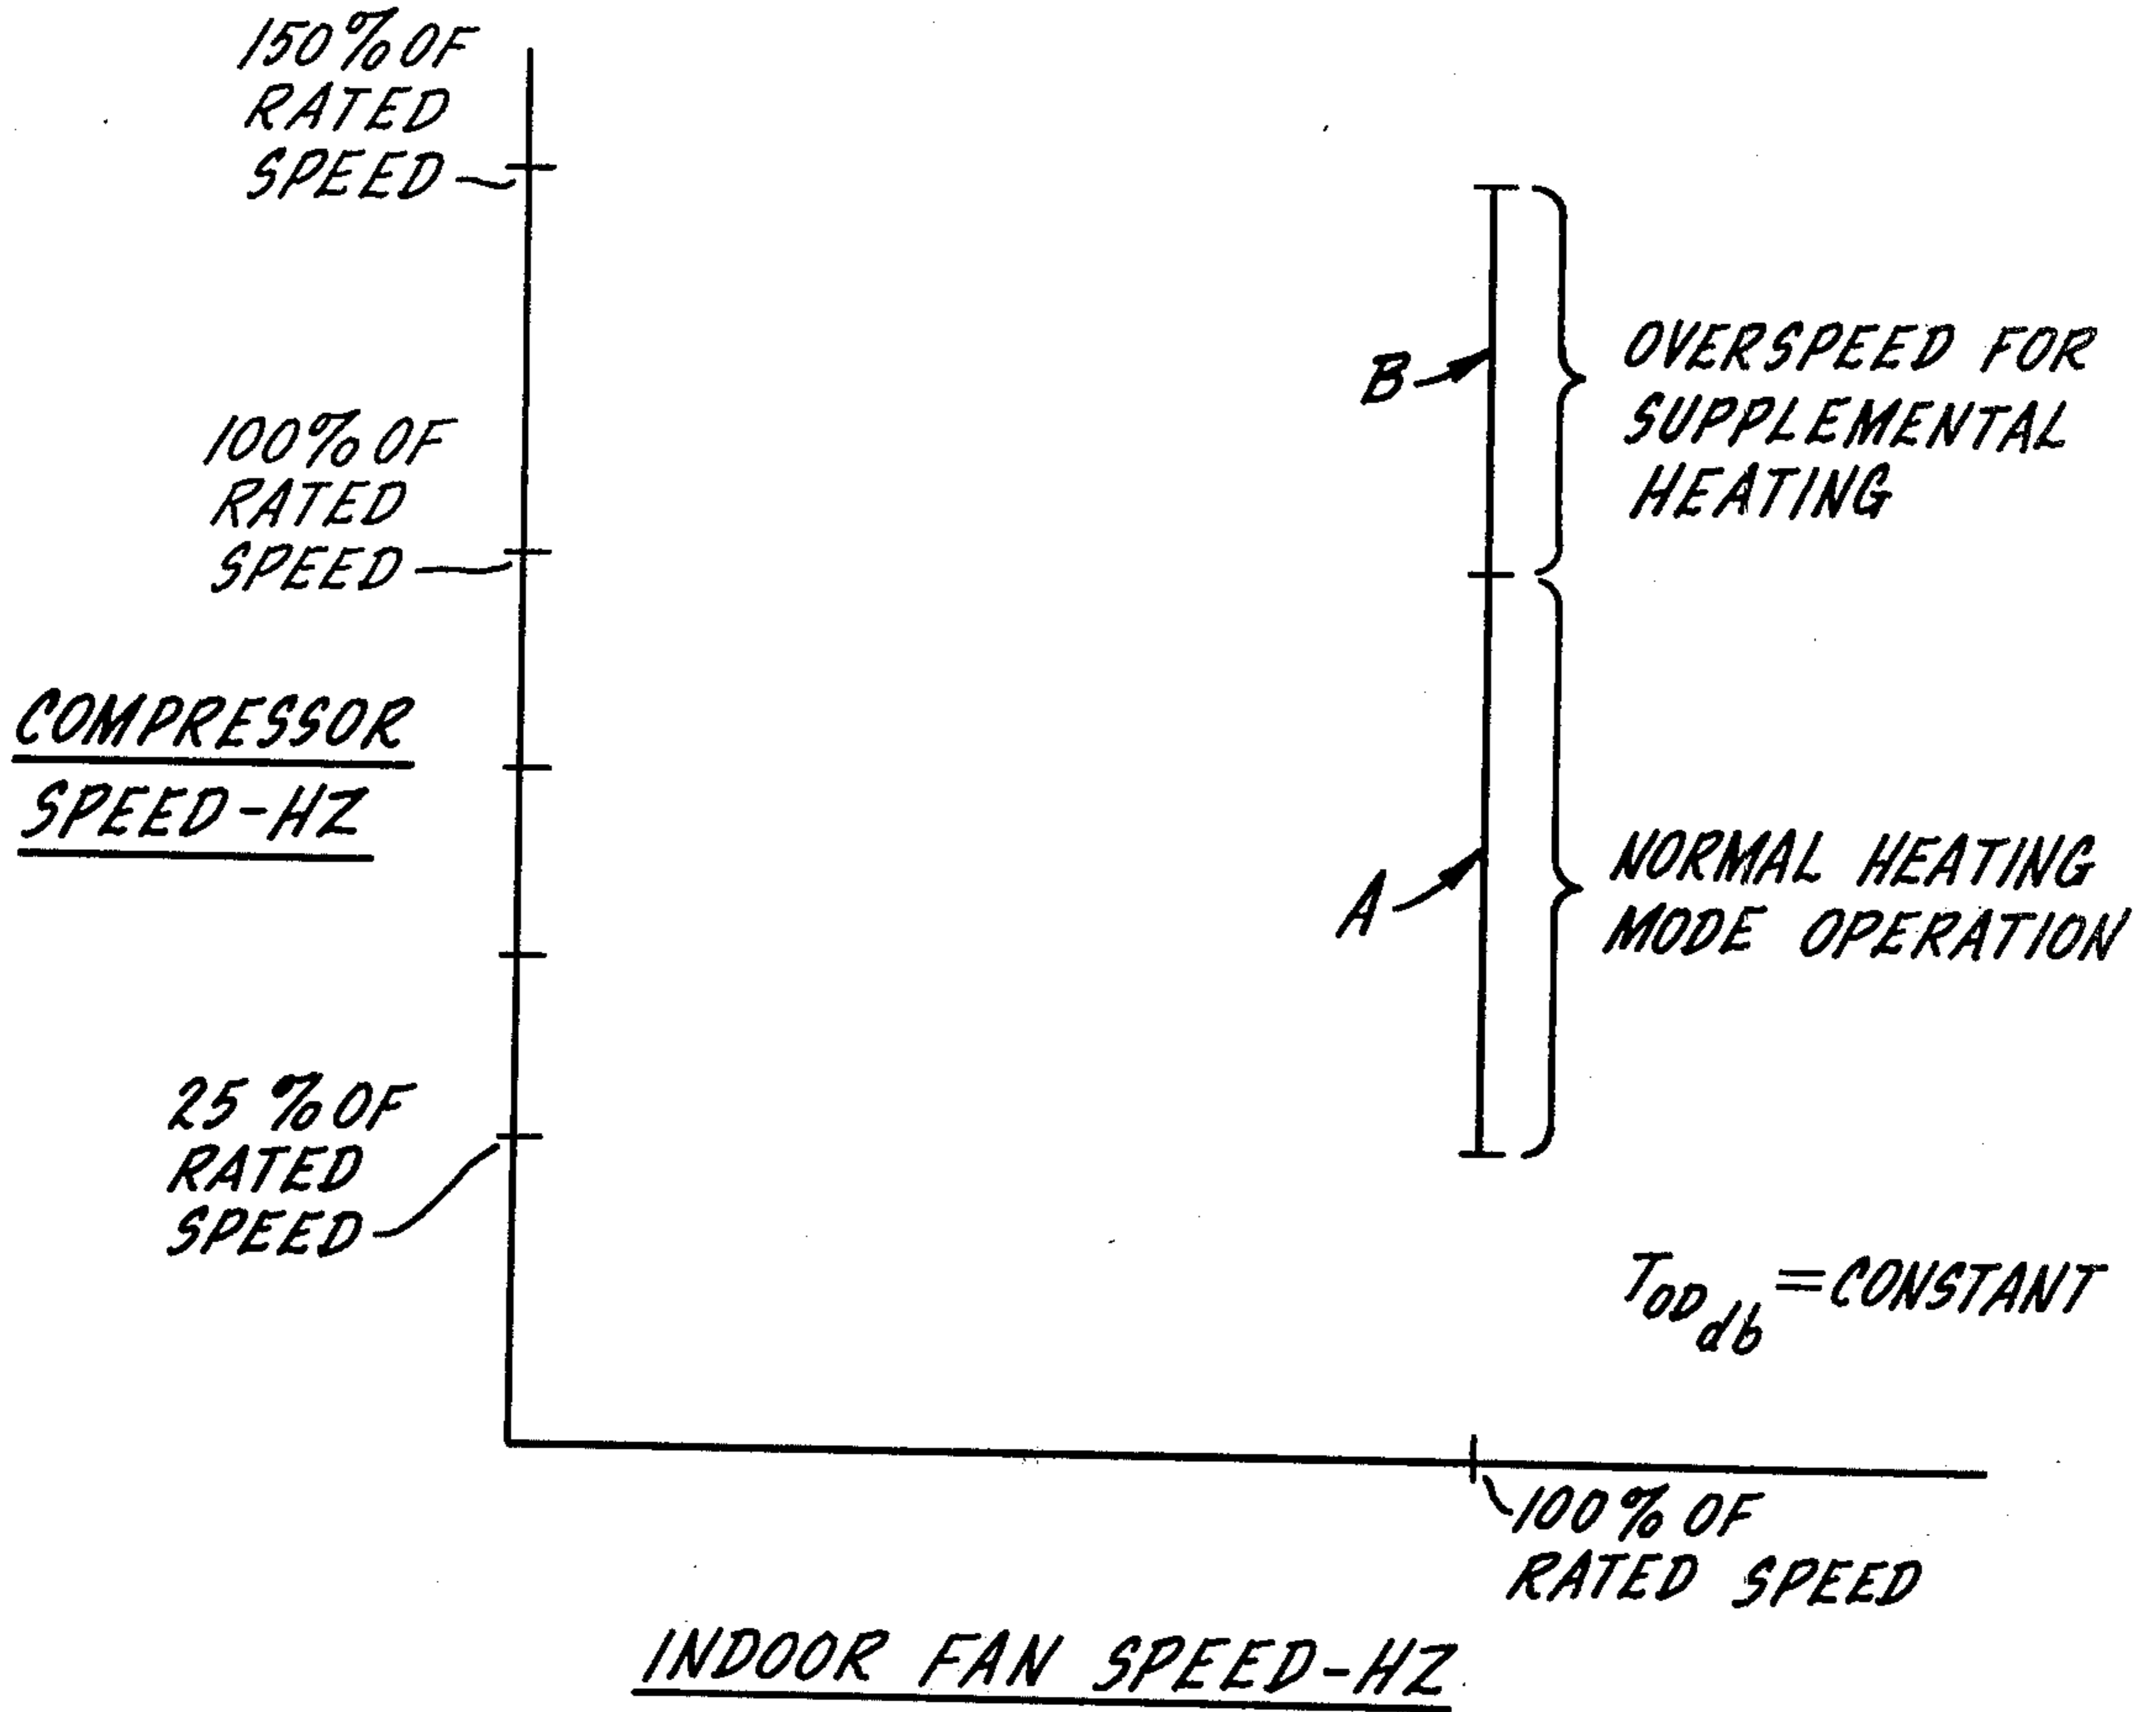 150% OF
RATED
SPEED
100% OF
RATED
SPEED
COMPRESSOR
SPEED-HZ
25% OF
RATED
SPEED
B
OVERSPEED FOR
SUPPLEMENTAL
HEATING
A
NORMAL HEATING
MODE OPERATION
TODdb = CONSTANT
100% OF
RATED SPEED
INDOOR FAN SPEED-HZ